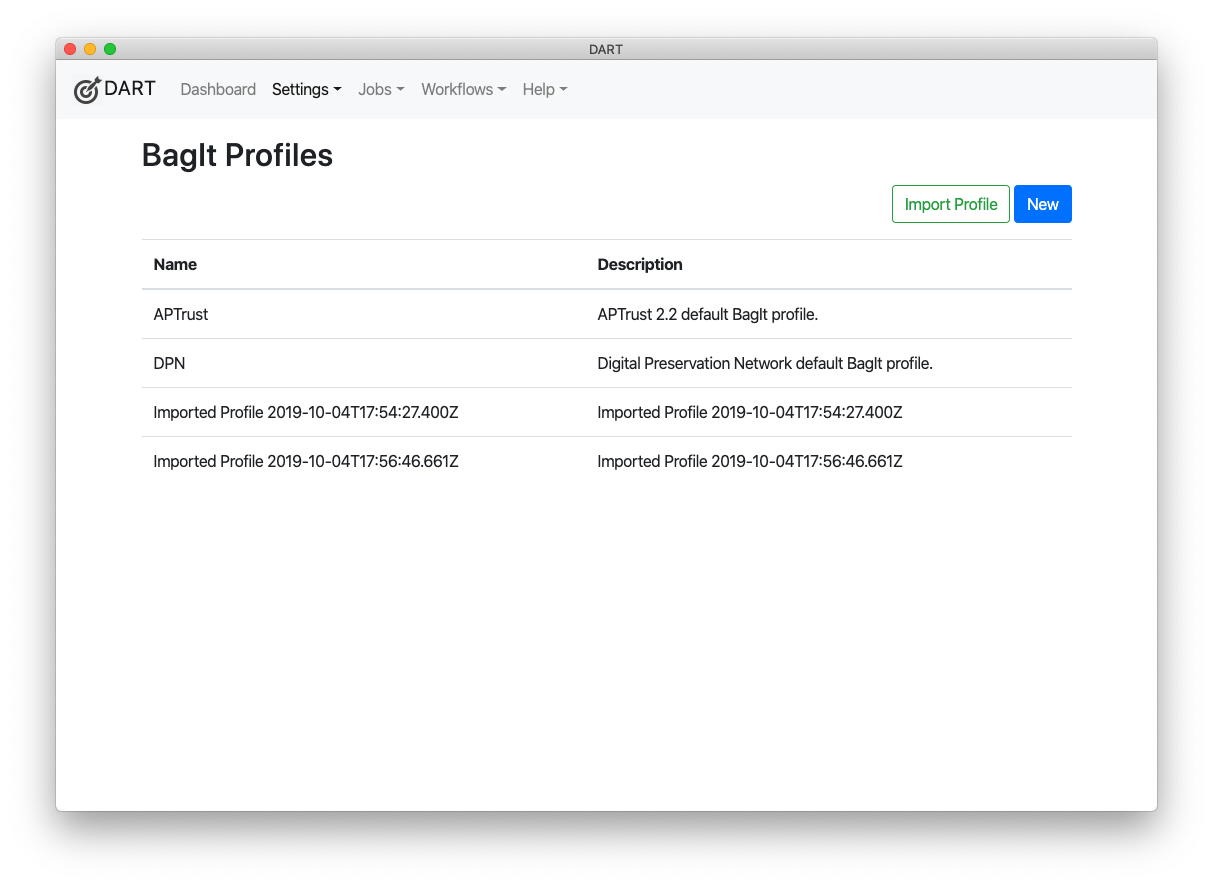 DART
DART Dashboard Settings Jobs Workflows Help
BagIt Profiles
Import Profile New
Name Description
APTrust APTrust 2.2 default BagIt profile.
DPN Digital Preservation Network default BagIt profile.
Imported Profile 2019-10-04T17:54:27.400Z Imported Profile 2019-10-04T17:54:27.400Z
Imported Profile 2019-10-04T17:56:46.661Z Imported Profile 2019-10-04T17:56:46.661Z